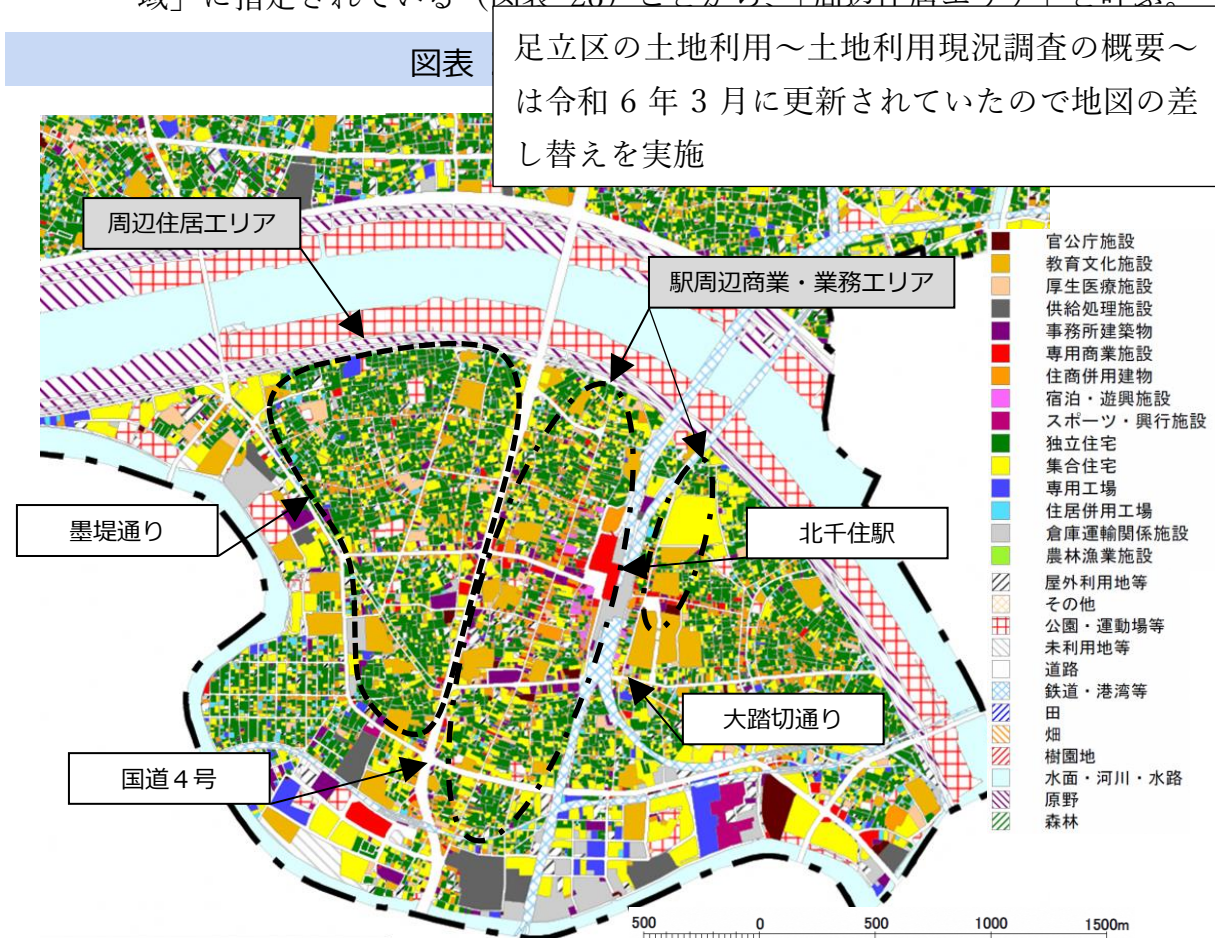 域」に指定されている（図表 26）ことから、「周辺住居エリア」と計象。
図表
足立区の土地利用～土地利用現況調査の概要～
は令和 6 年 3 月に更新されていたので地図の差
し替えを実施
周辺住居エリア
駅周辺商業・業務エリア
墨堤通り
北千住駅
大踏切通り
国道４号
官公庁施設
教育文化施設
厚生医療施設
供給処理施設
事務所建築物
専用商業施設
住商併用建物
宿泊・遊興施設
スポーツ・興行施設
独立住宅
集合住宅
専用工場
住居併用工場
倉庫運輸関係施設
農林漁業施設
屋外利用地等
その他
公園・運動場等
未利用地等
道路
鉄道・港湾等
田
畑
樹園地
水面・河川・水路
原野
森林
500 0 500 1000 1500m